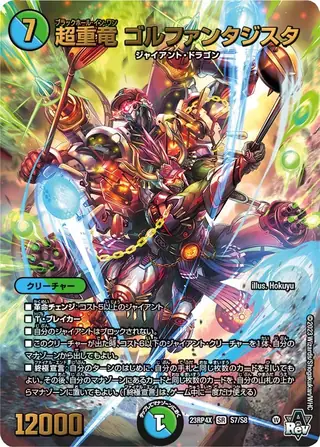 7
ブラックホール・イン・ワン
超重竜 ゴルファンタジスタ
ジャイアント・ドラゴン
illus. Hokuyu
クリーチャー
■革命チェンジ：コスト5以上のジャイアント
■T・ブレイカー
■自分のジャイアントはブロックされない。
■このクリーチャーが出た時、コスト6以下のジャイアント・クリーチャーを1体、自分のマナゾーンから出してもよい。
■終極宣言：自分のターンのはじめに、自分の手札と同じ枚数のカードを引いてもよい。その後、自分のマナゾーンにあるカードと同じ枚数のカードを、自分の山札の上からマナゾーンに置いてもよい。（「終極宣言」は、ゲーム中に一度だけ使える）
12000
1
23RP4X SR S7/S8
W
Rev